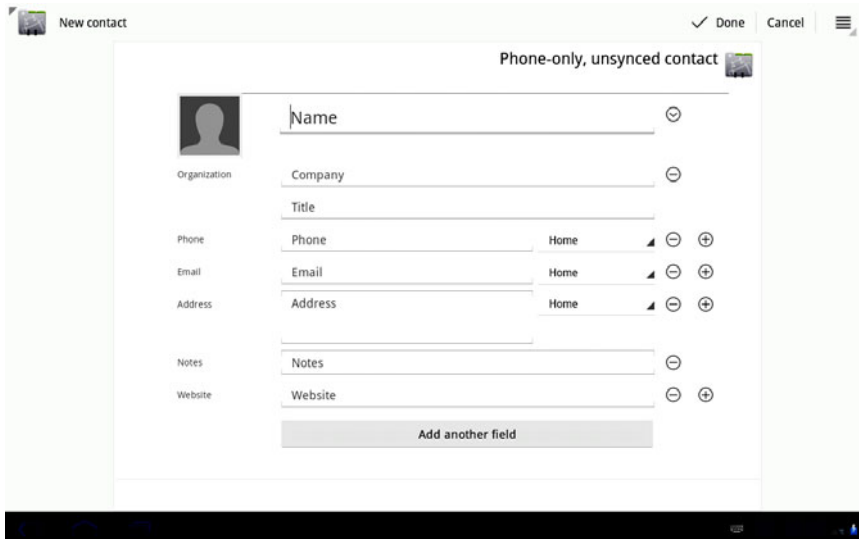 New contact
Done
Cancel
Phone-only, unsynced contact
Name
Organization
Company
Title
Phone
Phone
Home
Email
Email
Home
Address
Address
Home
Notes
Notes
Website
Website
Add another field